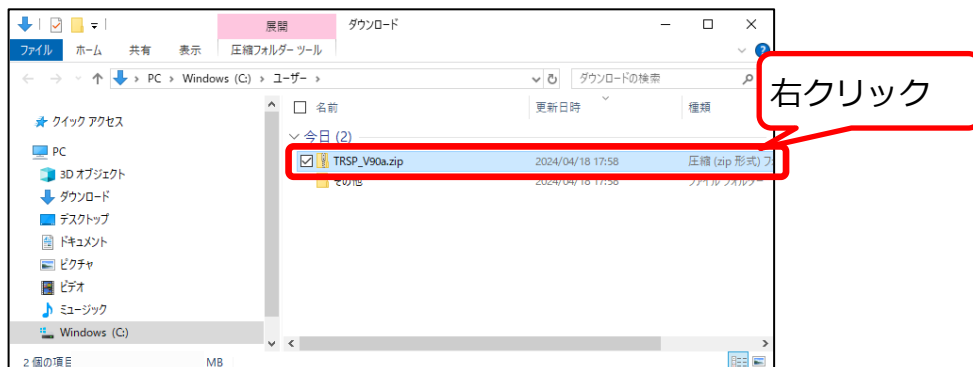 展開 ダウンロード
ファイル ホーム 共有 表示 圧縮フォルダー ツール
PC › Windows (C:) › ユーザー › ダウンロードの検索
右クリック
名前 更新日時 種類
クイック アクセス
今日 (2)
PC
TRSP_V90a.zip 2024/04/18 17:58 圧縮 (zip 形式) フ
3D オブジェクト
その他 2024/04/18 17:58 ファイル フォルダー
ダウンロード
デスクトップ
ドキュメント
ピクチャ
ビデオ
ミュージック
Windows (C:)
2 個の項目 MB